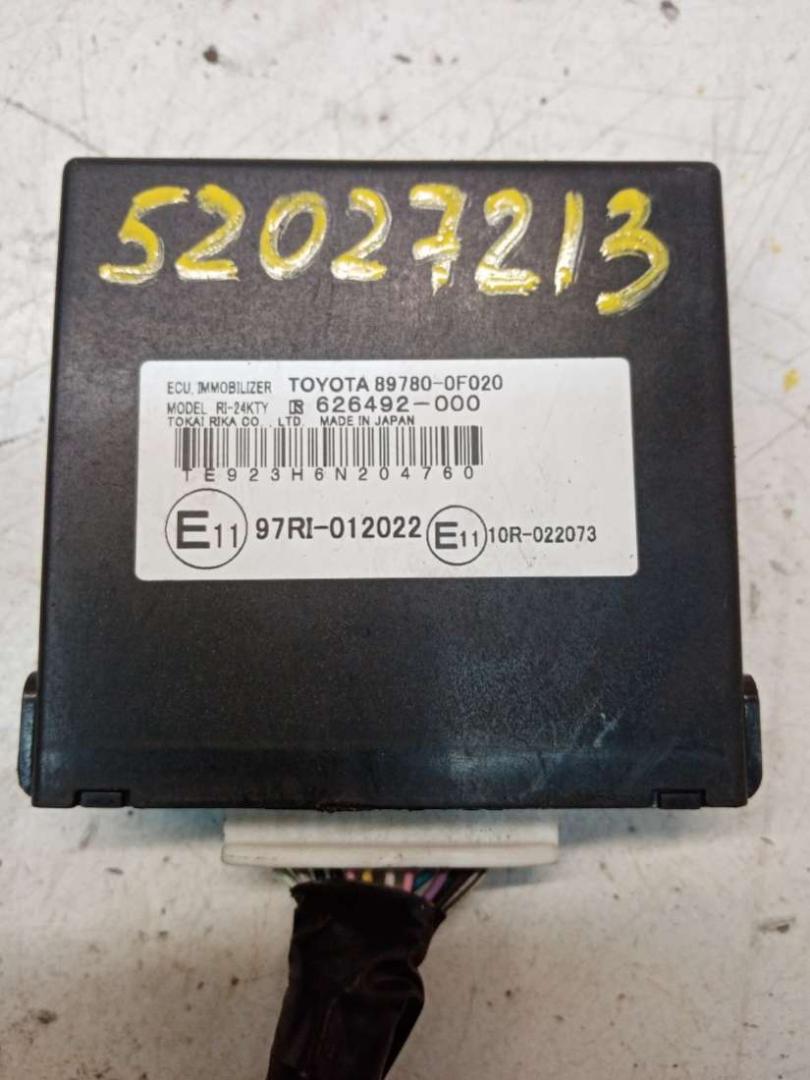 52027213
ECU, IMMOBILIZER TOYOTA 89780-0F020
MODEL RI-24KTY R 626492-000
TOKAI RIKA CO., LTD. MADE IN JAPAN
TE923H6N204760
E11 97RI-012022 E11 10R-022073